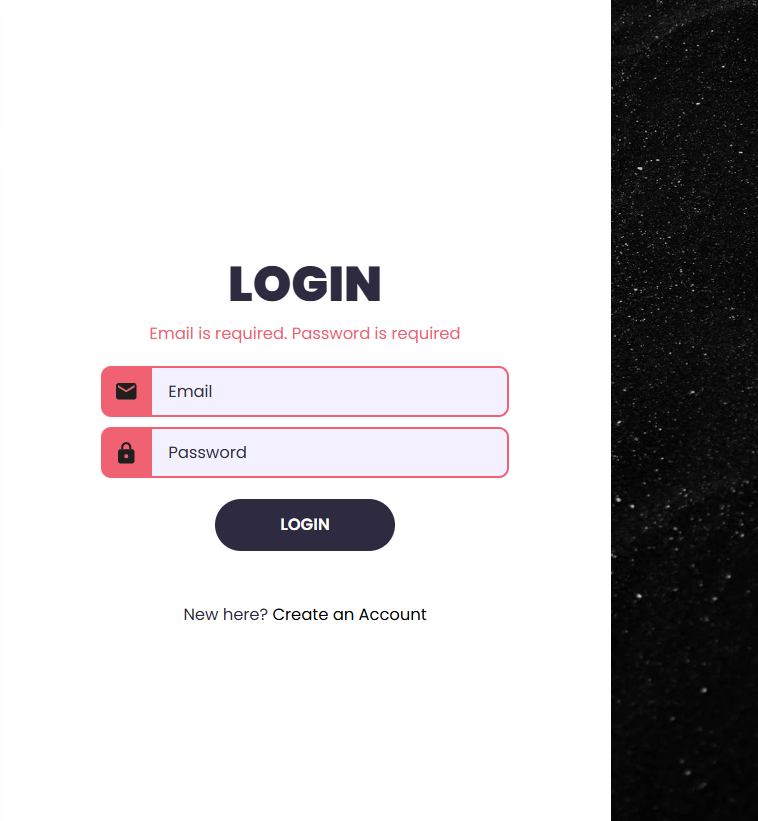 LOGIN
Email is required. Password is required
Email
Password
LOGIN
New here? Create an Account